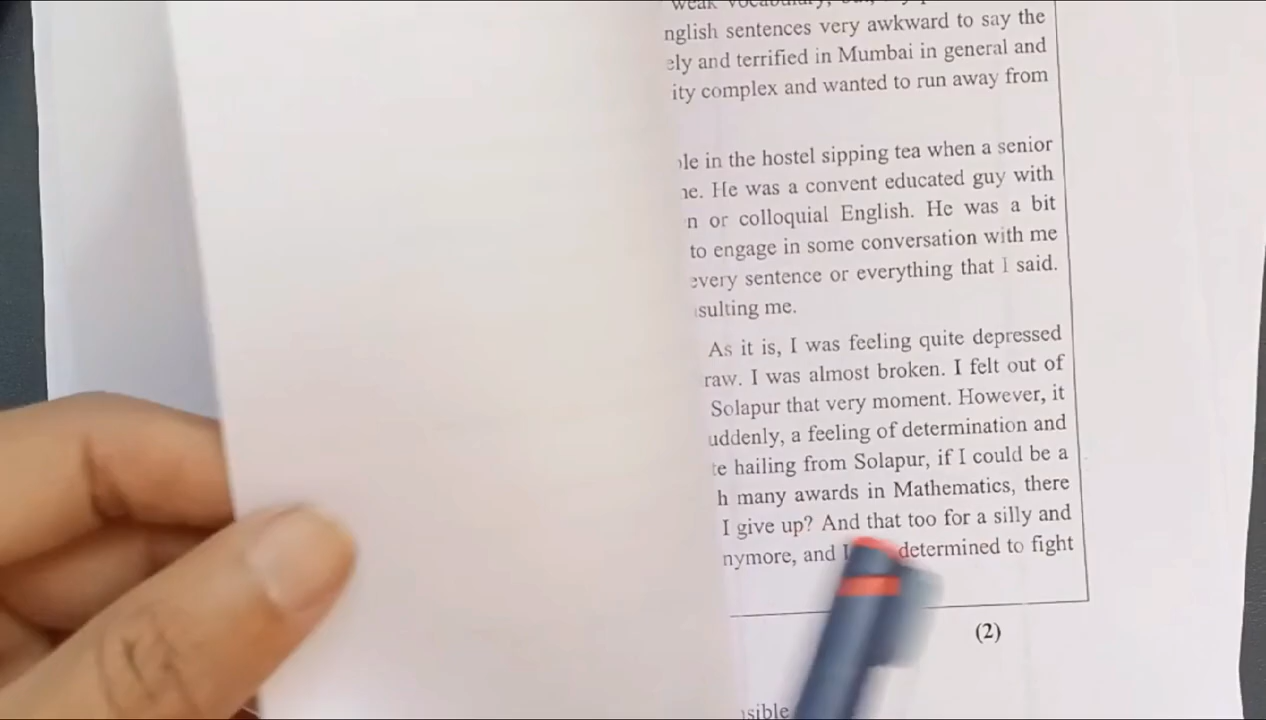 weak vocabulary, but,
nglish sentences very awkward to say the
ely and terrified in Mumbai in general and
ity complex and wanted to run away from
le in the hostel sipping tea when a senior
ne. He was a convent educated guy with
n or colloquial English. He was a bit
to engage in some conversation with me
every sentence or everything that I said.
sulting me.
As it is, I was feeling quite depressed
raw. I was almost broken. I felt out of
Solapur that very moment. However, it
uddenly, a feeling of determination and
te hailing from Solapur, if I could be a
h many awards in Mathematics, there
I give up? And that too for a silly and
nymore, and I determined to fight
(2)
sible